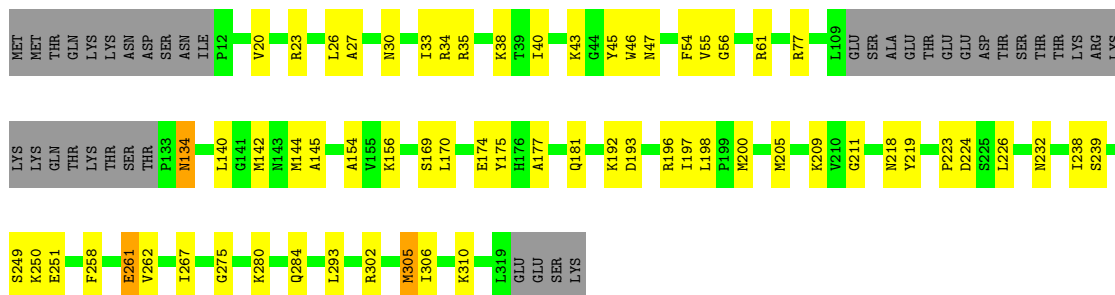 MET MET THR GLN LYS LYS ASN ASP SER ASN ILE P12 V20 R23 L26 A27 N30 I33 R34 R35 K38 T39 I40 K43 G44 Y45 W46 N47 F54 V55 G56 R61 R77 L109 GLU SER ALA GLU THR GLU GLU ASP THR SER THR THR LYS ARG LYS
LYS LYS GLN THR LYS THR SER THR P133 N134 L140 G141 M142 N143 M144 A145 A154 V155 K156 S169 L170 E174 Y175 H176 A177 Q181 K192 D193 R196 I197 L198 P199 M200 M205 K209 V210 G211 N218 Y219 P223 D224 S225 L226 N232 I238 S239
S249 K250 E251 F258 E261 V262 I267 G275 K280 Q284 L293 R302 M305 I306 K310 L319 GLU GLU SER LYS